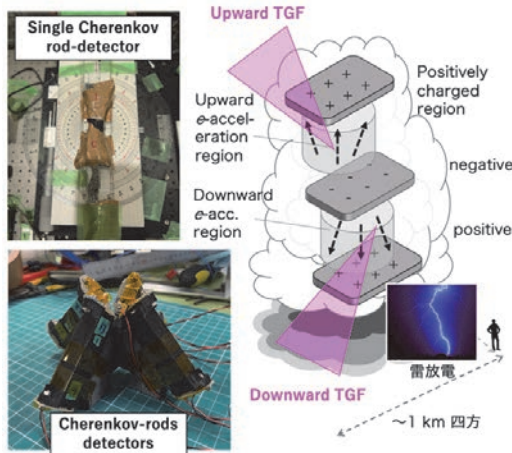 Single Cherenkov
rod-detector
Cherenkov-rods
detectors
Upward TGF
Positively
charged
region
Upward
e-accel-
eration
region
negative
Downward
e-acc.
region
positive
雷放電
Downward TGF
〜1 km 四方